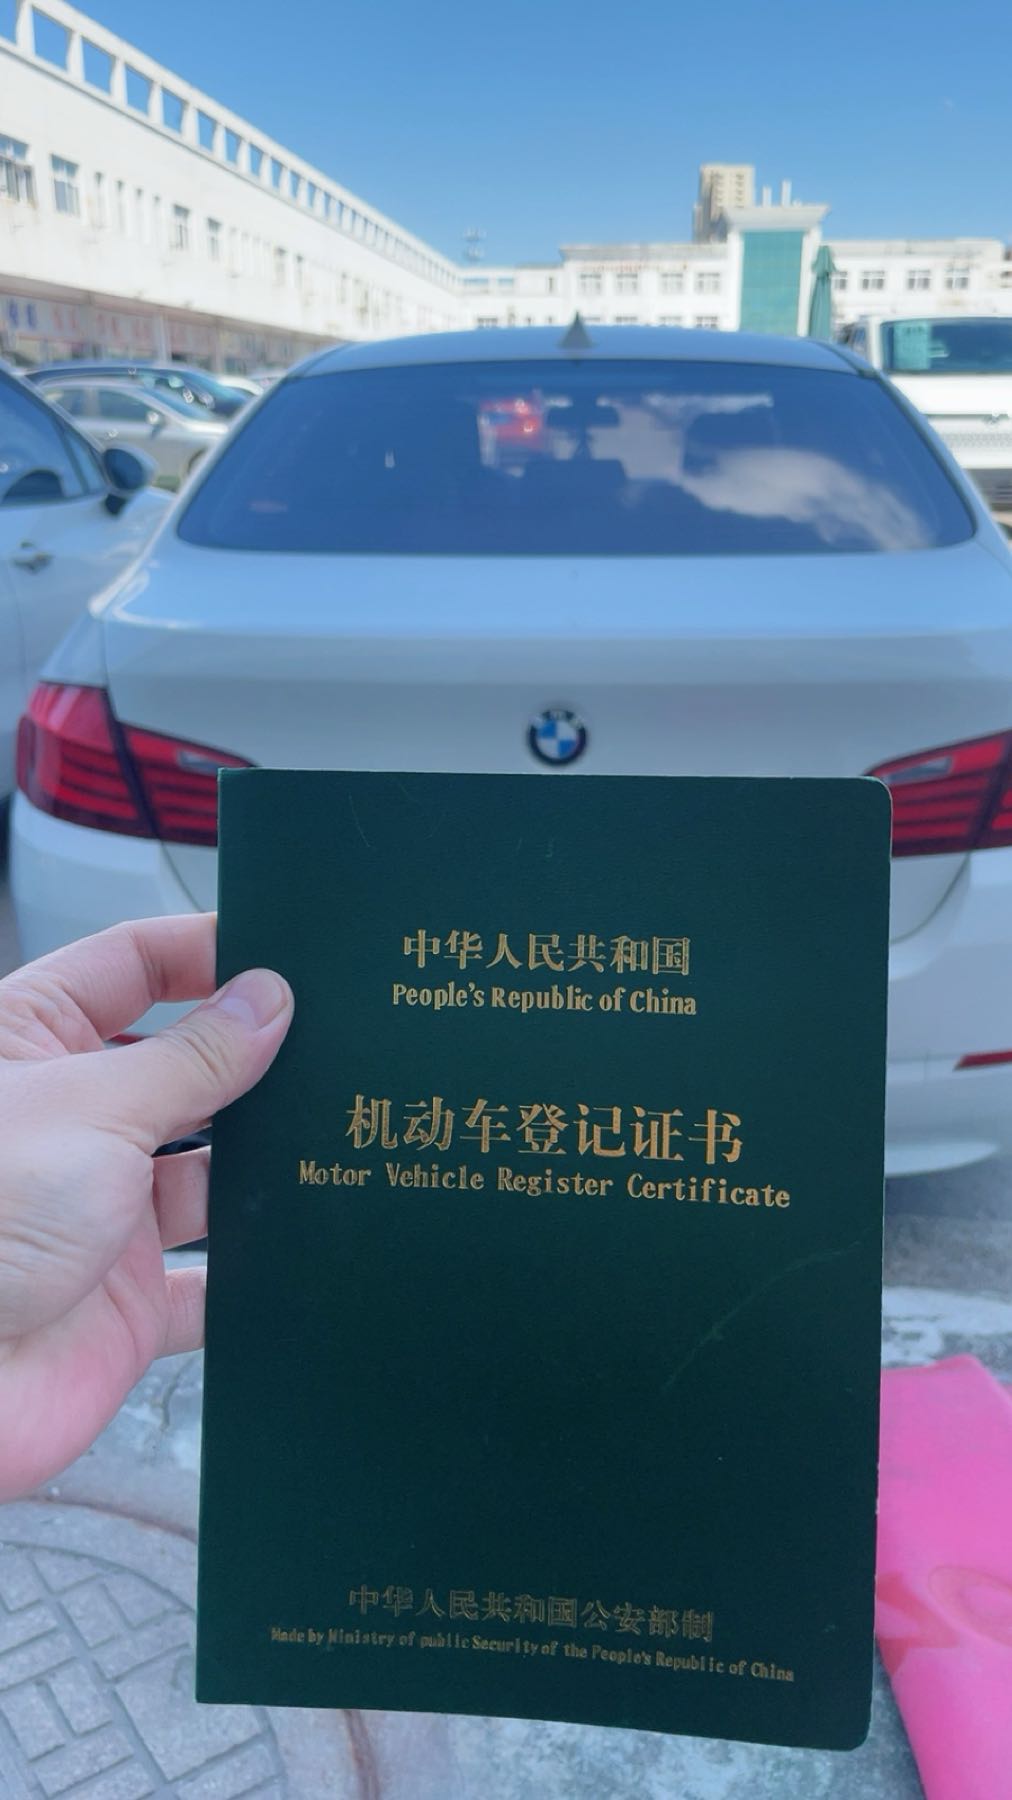 中华人民共和国
People's Republic of China
机动车登记证书
Motor Vehicle Register Certificate
中华人民共和国公安部制
Made by Ministry of public Security of the People's Republic of China